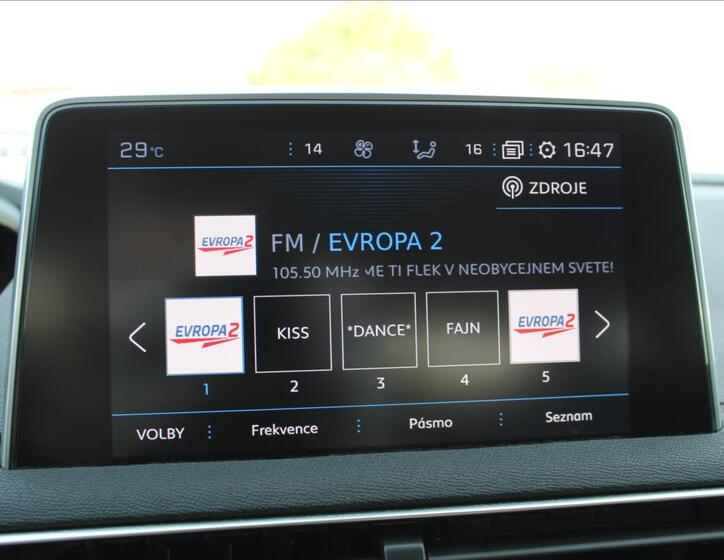 29°C 14 16 16:47
ZDROJE
EVROPA 2
FM / EVROPA 2
105.50 MHz ME TI FLEK V NEOBYCEJNEM SVETE!
EVROPA 2 KISS *DANCE* FAJN EVROPA 2
1 2 3 4 5
VOLBY Frekvence Pásmo Seznam